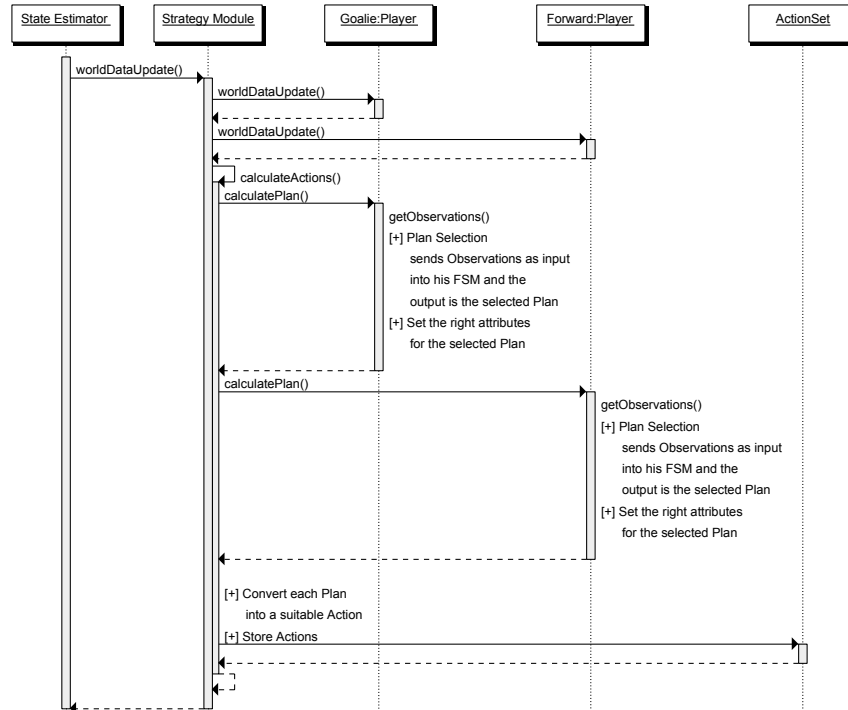 State Estimator
Strategy Module
Goalie:Player
Forward:Player
ActionSet
worldDataUpdate()
worldDataUpdate()
worldDataUpdate()
calculateActions()
calculatePlan()
getObservations()
[+] Plan Selection
sends Observations as input
into his FSM and the
output is the selected Plan
[+] Set the right attributes
for the selected Plan
calculatePlan()
getObservations()
[+] Plan Selection
sends Observations as input
into his FSM and the
output is the selected Plan
[+] Set the right attributes
for the selected Plan
[+] Convert each Plan
into a suitable Action
[+] Store Actions